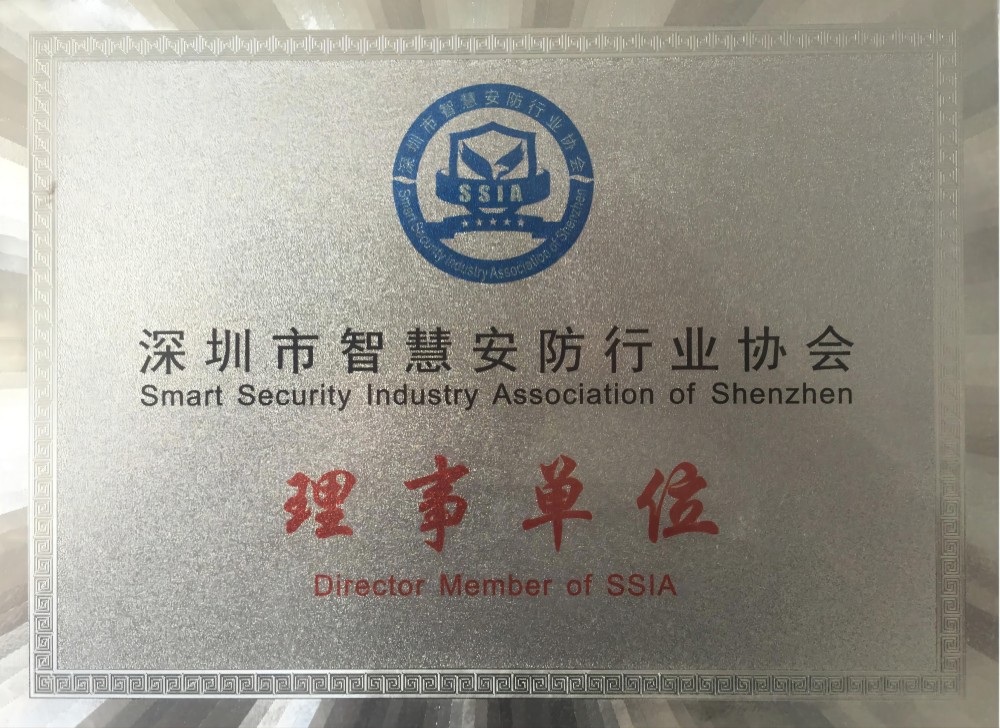 深圳市智慧安防行业协会
SSIA
Smart Security Industry Association of Shenzhen
深圳市智慧安防行业协会
Smart Security Industry Association of Shenzhen
理事单位
Director Member of SSIA